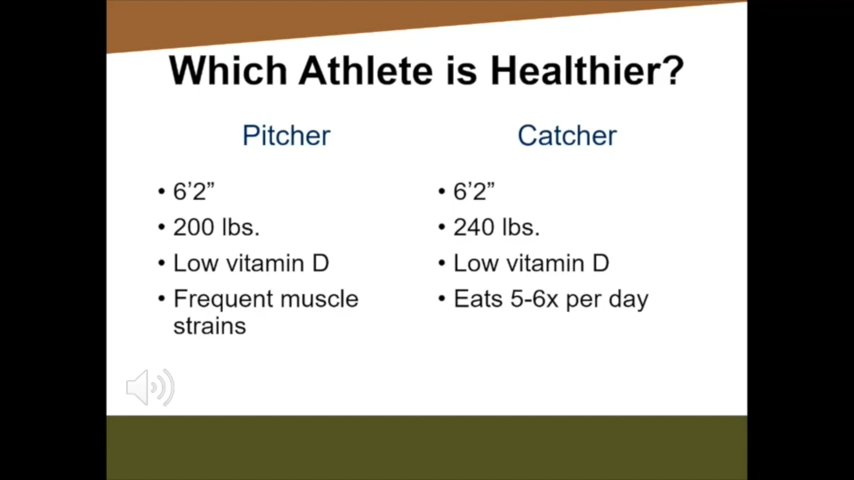 Which Athlete is Healthier?
Pitcher
• 6’2”
• 200 lbs.
• Low vitamin D
• Frequent muscle
strains
Catcher
• 6’2”
• 240 lbs.
• Low vitamin D
• Eats 5-6x per day